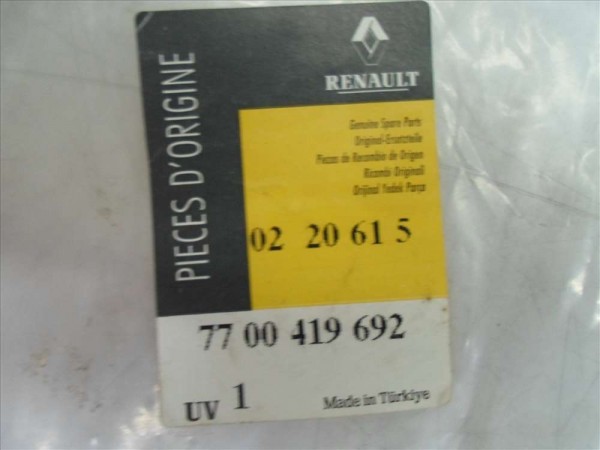 PIECES D'ORIGINE
RENAULT
Genuine Spare Parts
Original-Ersatzteile
Piezas de Recambio de Origen
Ricambi Originali
Orijinal Yedek Parça
02 20 61 5
77 00 419 692
UV 1
Made in Türkiye